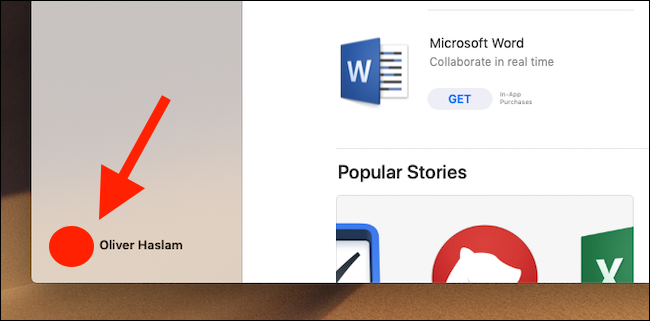 Microsoft Word
Collaborate in real time
W
GET
In-App
Purchases
Popular Stories
Oliver Haslam
X